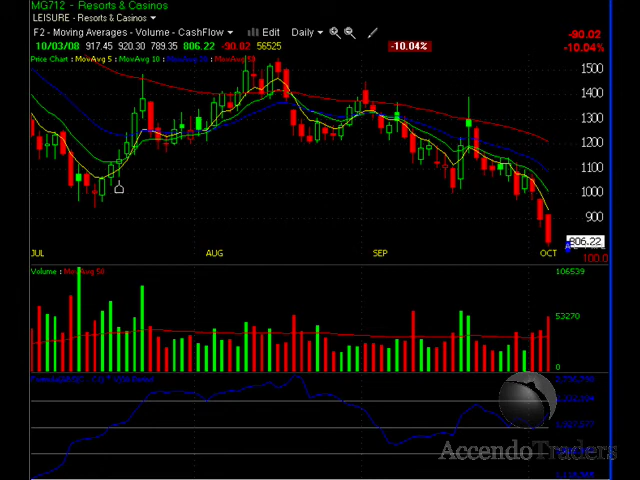 MG712 - Resorts & Casinos
LEISURE - Resorts & Casinos
F2 - Moving Averages - Volume - CashFlow Edit Daily
10/03/08 917.45 920.30 789.35 806.22 -90.02 56525
-10.04%
-90.02
-10.04%
Price Chart : MovAvg 5 : MovAvg 10 :
1500
1400
1300
1200
1100
1000
900
806.22
100.0
JUL AUG SEP OCT
Volume : MovAvg 50
106539
53270
0
AccendoTraders